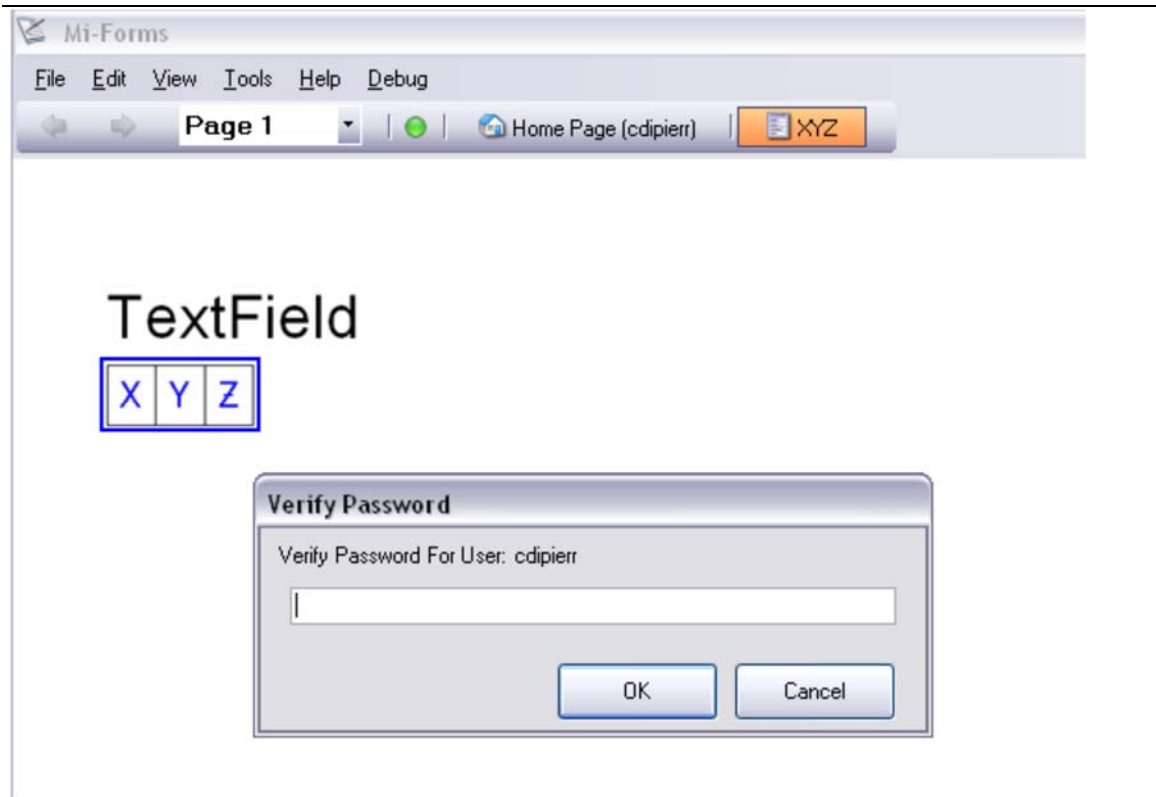 Mi-Forms
File Edit View Tools Help Debug
Page 1 Home Page (cdipierr) XYZ
TextField
X Y Z
Verify Password
Verify Password For User: cdipierr
OK Cancel